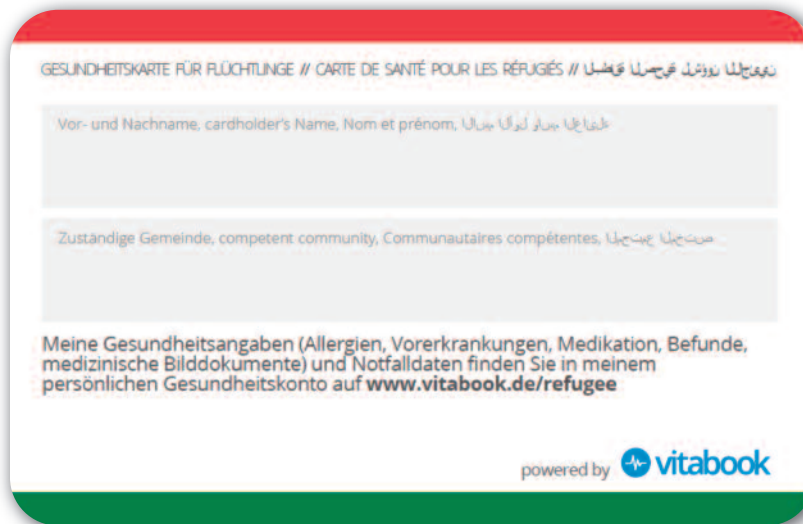 GESUNDHEITSKARTE FÜR FLÜCHTLINGE // CARTE DE SANTÉ POUR LES RÉFUGIÉS //
Vor- und Nachname, cardholder's Name, Nom et prénom,
Zuständige Gemeinde, competent community, Communautaires compétentes,
Meine Gesundheitsangaben (Allergien, Vorerkrankungen, Medikation, Befunde,
medizinische Bilddokumente) und Notfalldaten finden Sie in meinem
persönlichen Gesundheitskonto auf www.vitabook.de/refugee
powered by vitabook